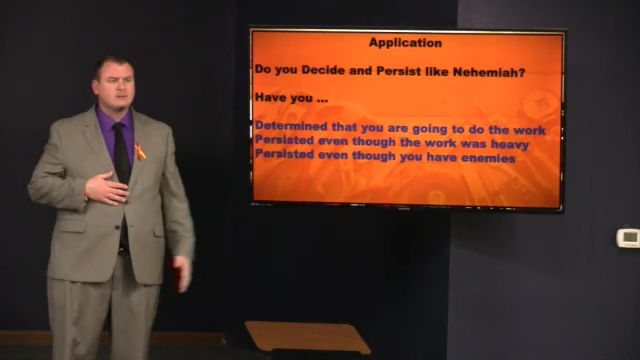 Application
Do you Decide and Persist like Nehemiah?
Have you ...
Determined that you are going to do the work
Persisted even though the work was heavy
Persisted even though you have enemies